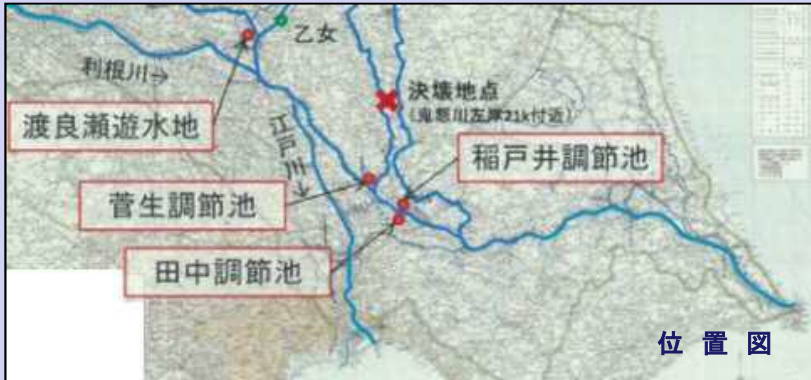 乙女
利根川→
決壊地点
(鬼怒川左岸21k付近)
渡良瀬遊水地
江戸川→
稲戸井調節池
菅生調節池
田中調節池
位置図